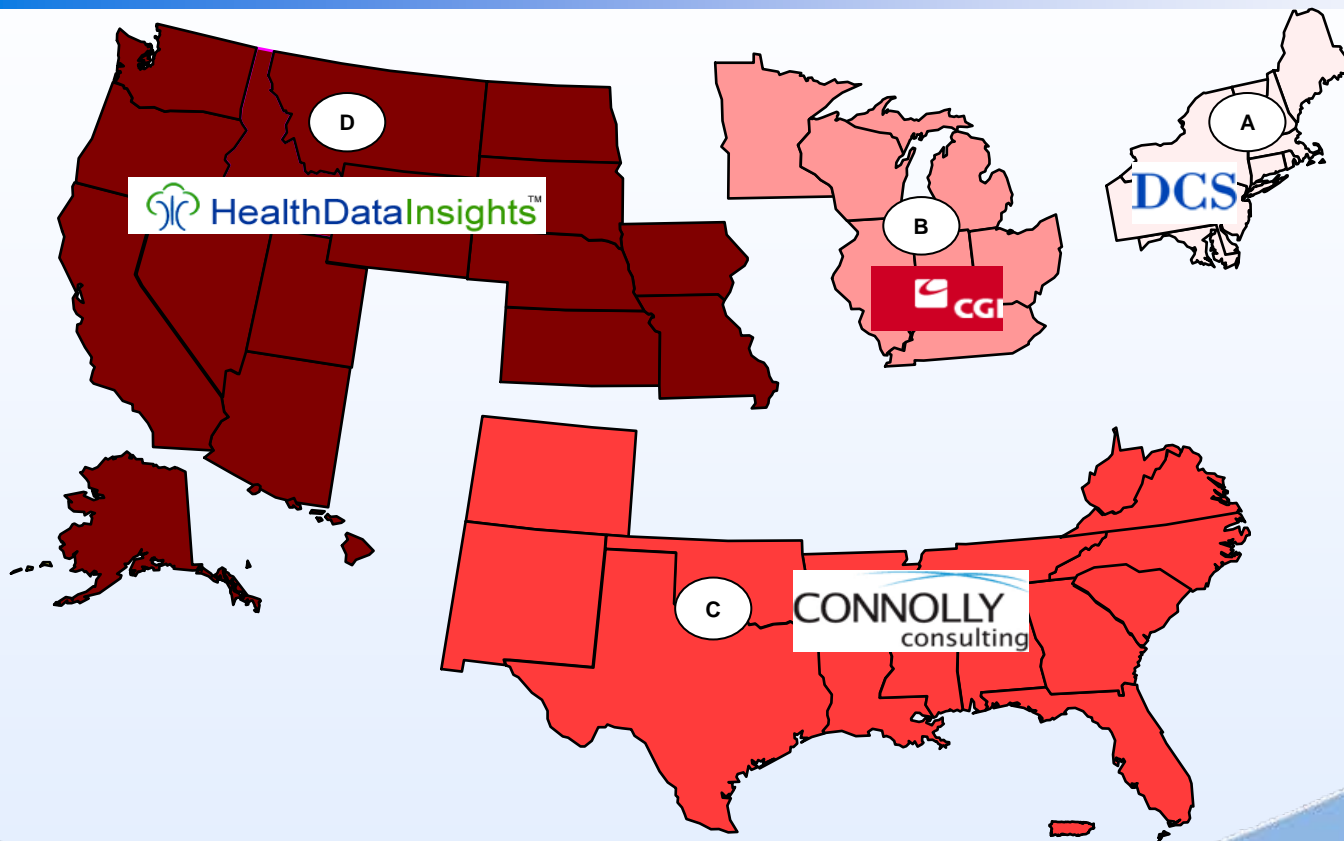 D
HealthDataInsights™
B
CGI
A
DCS
C
CONNOLLY
consulting